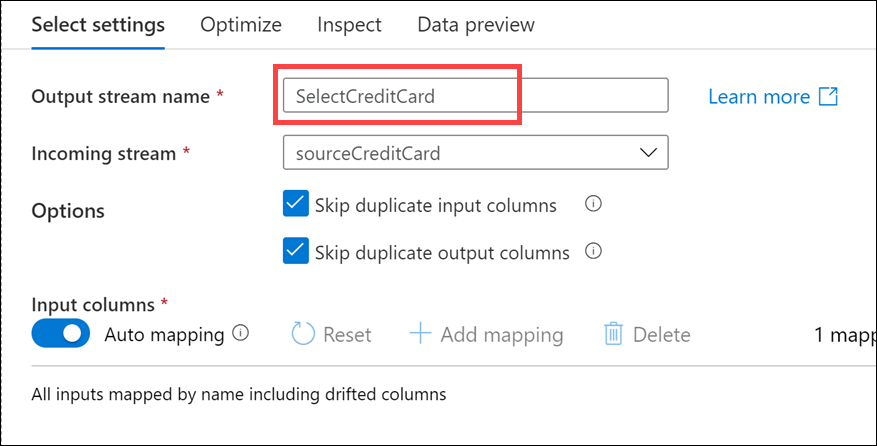 Select settings Optimize Inspect Data preview
Output stream name * SelectCreditCard Learn more
Incoming stream * sourceCreditCard
Options Skip duplicate input columns
Skip duplicate output columns
Input columns *
Auto mapping Reset Add mapping Delete 1 mapp
All inputs mapped by name including drifted columns